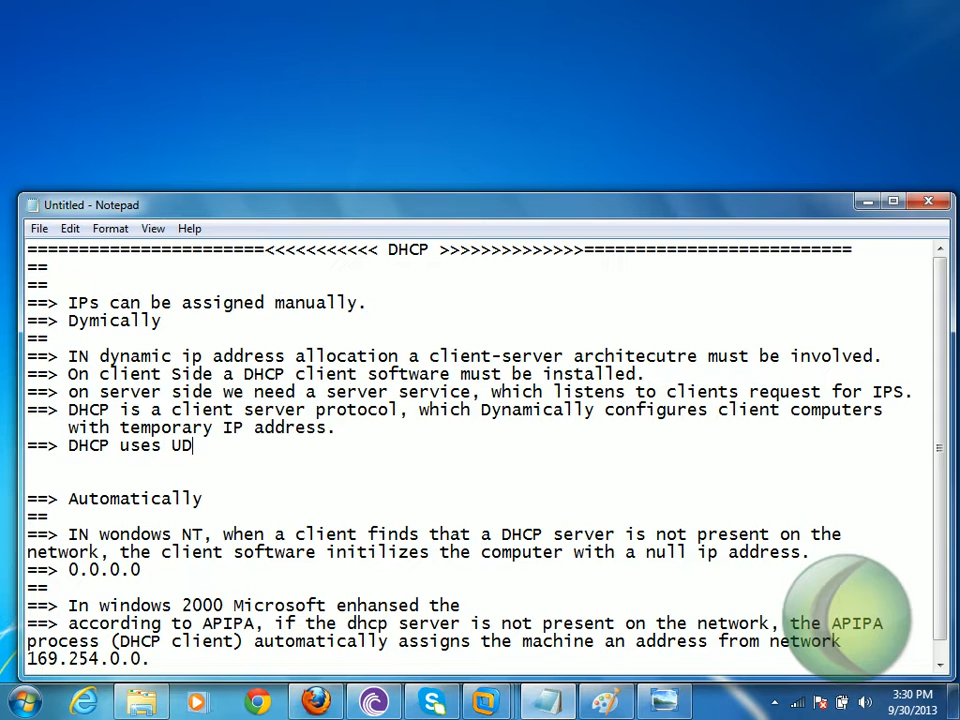 Untitled - Notepad
File Edit Format View Help
=======================<<<<<<<<<<< DHCP >>>>>>>>>>>>>>==========================
==
==
==> IPs can be assigned manually.
==> Dymically
==
==> IN dynamic ip address allocation a client-server architecutre must be involved.
==> On client Side a DHCP client software must be installed.
==> on server side we need a server service, which listens to clients request for IPS.
==> DHCP is a client server protocol, which Dynamically configures client computers
with temporary IP address.
==> DHCP uses UD
==> Automatically
==
==> IN wondows NT, when a client finds that a DHCP server is not present on the
network, the client software initilizes the computer with a null ip address.
==> 0.0.0.0
==
==> In windows 2000 Microsoft enhansed the
==> according to APIPA, if the dhcp server is not present on the network, the APIPA
process (DHCP client) automatically assigns the machine an address from network
169.254.0.0.
3:30 PM
9/30/2013